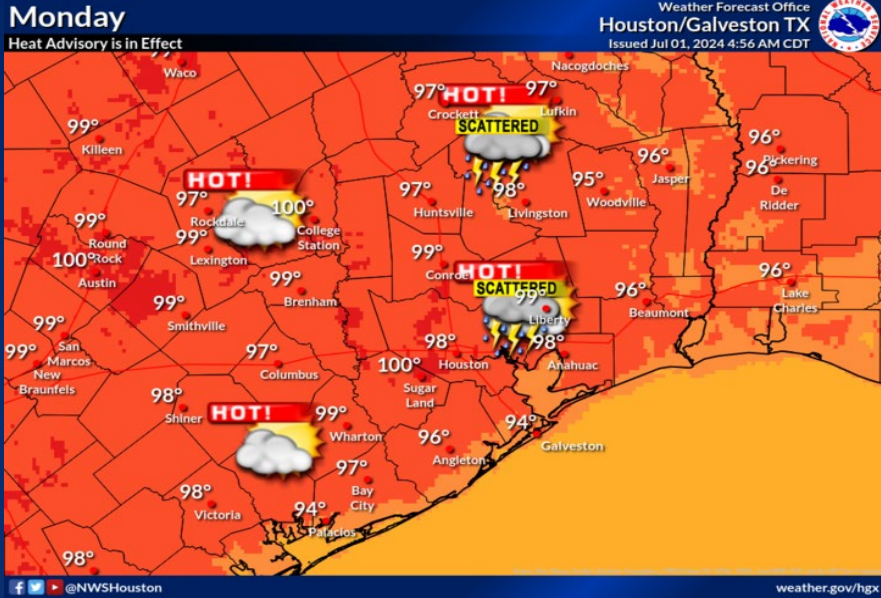 Monday
Heat Advisory is in Effect
Weather Forecast Office
Houston/Galveston TX
Issued Jul 01, 2024 4:56 AM CDT
Waco
Nacogdoches
97°
HOT!
97°
Crockett
Lufkin
SCATTERED
99°
Killeen
96°
Pickering
96°
Jasper
96°
De
Ridder
HOT!
97°
Rockdale
100°
College
Station
97°
Huntsville
98°
Livingston
95°
Woodville
99°
Round
Rock
99°
Lexington
100°
Austin
99°
Conroe
HOT!
SCATTERED
99°
Liberty
96°
Lake
Charles
99°
Brenham
96°
Beaumont
99°
Smithville
99°
San
Marcos
99°
New
Braunfels
97°
Columbus
98°
Houston
98°
Anahuac
100°
Sugar
Land
98°
Shiner
HOT!
99°
Wharton
96°
Angleton
94°
Galveston
97°
Bay
City
98°
Victoria
94°
Palacios
98°
@NWSHouston
weather.gov/hgx